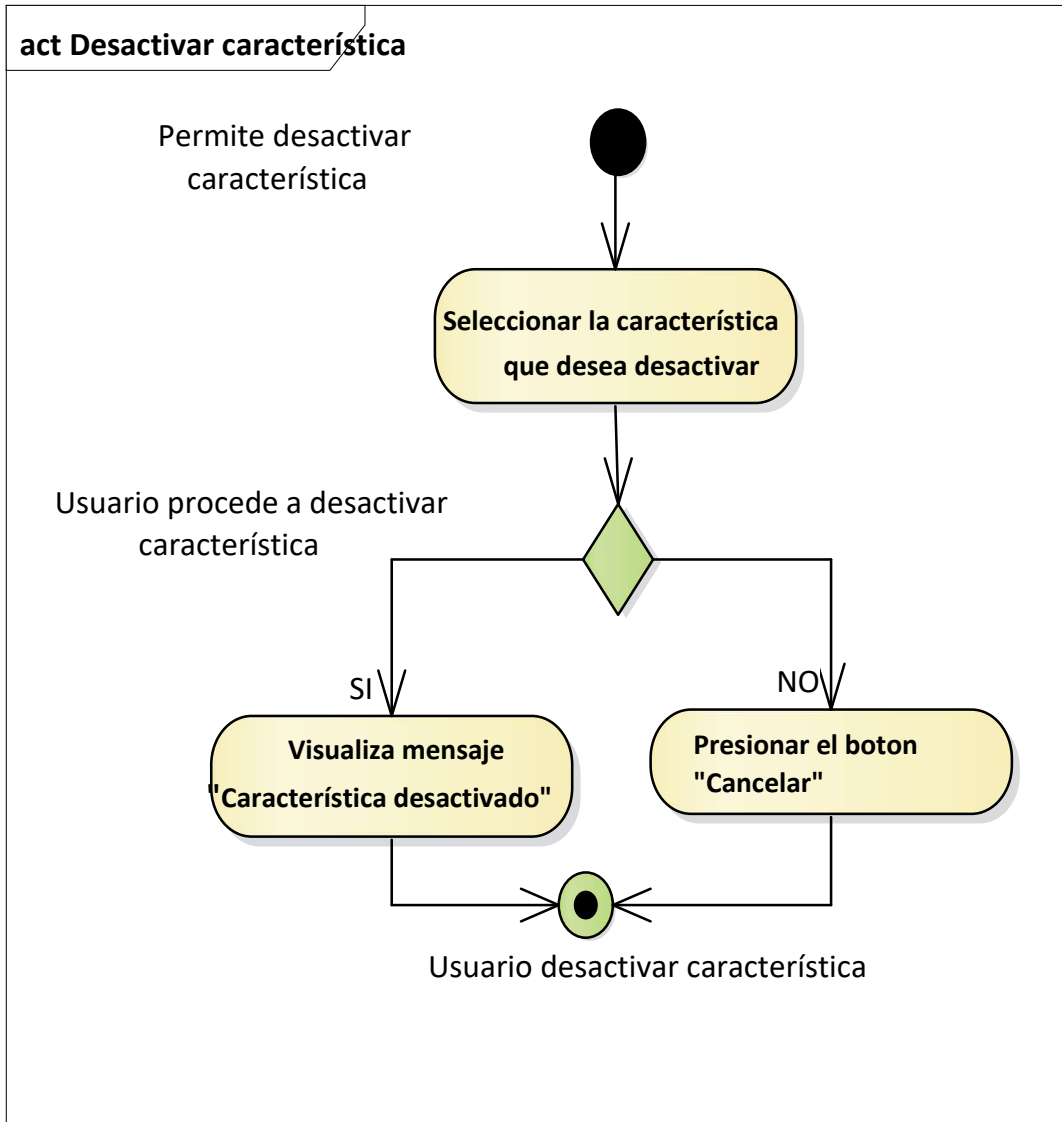 act Desactivar característica
Permite desactivar
característica
Seleccionar la característica
que desea desactivar
Usuario procede a desactivar
característica
SI
NO
Visualiza mensaje
"Característica desactivado"
Presionar el boton
"Cancelar"
Usuario desactivar característica